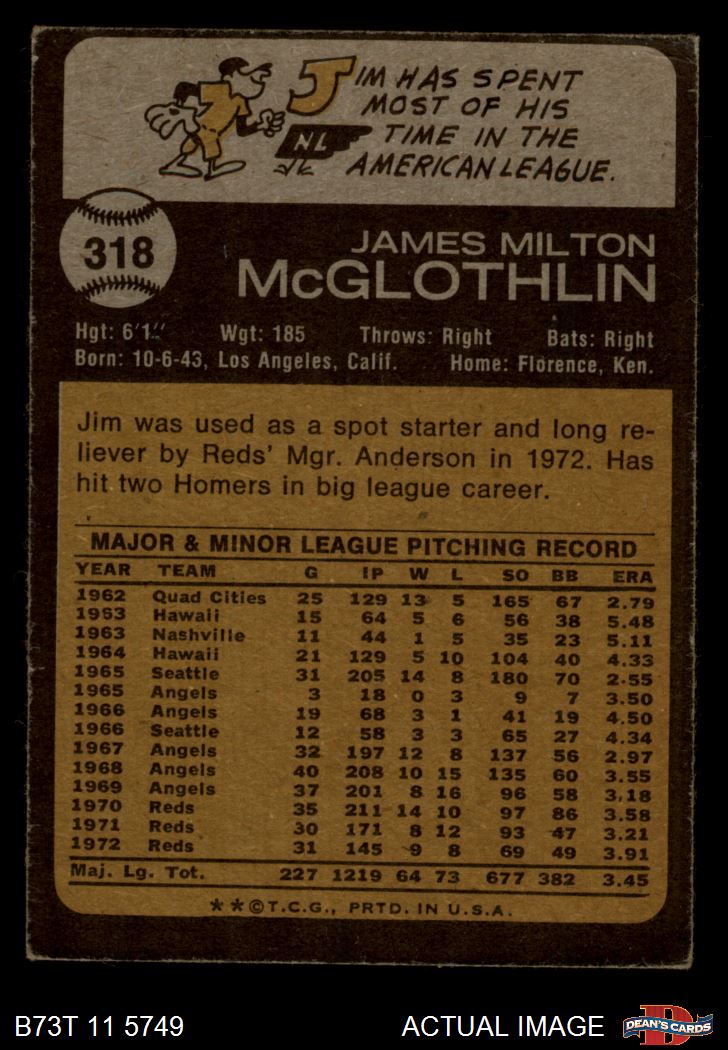 JIM HAS SPENT
MOST OF HIS
NL TIME IN THE
AMERICAN LEAGUE.
318
JAMES MILTON
McGLOTHLIN
Hgt: 6'1" Wgt: 185 Throws: Right Bats: Right
Born: 10-6-43, Los Angeles, Calif. Home: Florence, Ken.
Jim was used as a spot starter and long re-
liever by Reds' Mgr. Anderson in 1972. Has
hit two Homers in big league career.
MAJOR & MINOR LEAGUE PITCHING RECORD
YEAR TEAM G IP W L SO BB ERA
1962 Quad Cities 25 129 13 5 165 67 2.79
1963 Hawaii 15 64 5 6 56 38 5.48
1963 Nashville 11 44 1 5 35 23 5.11
1964 Hawaii 21 129 5 10 104 40 4.33
1965 Seattle 31 205 14 8 180 70 2.55
1965 Angels 3 18 0 3 9 7 3.50
1966 Angels 19 68 3 1 41 19 4.50
1966 Seattle 12 58 3 3 65 27 4.34
1967 Angels 32 197 12 8 137 56 2.97
1968 Angels 40 208 10 15 135 60 3.55
1969 Angels 37 201 8 16 96 58 3.18
1970 Reds 35 211 14 10 97 86 3.58
1971 Reds 30 171 8 12 93 47 3.21
1972 Reds 31 145 9 8 69 49 3.91
Maj. Lg. Tot. 227 1219 64 73 677 382 3.45
**©T.C.G., PRTD. IN U.S.A.
B73T 11 5749 ACTUAL IMAGE D DEAN'S CARDS